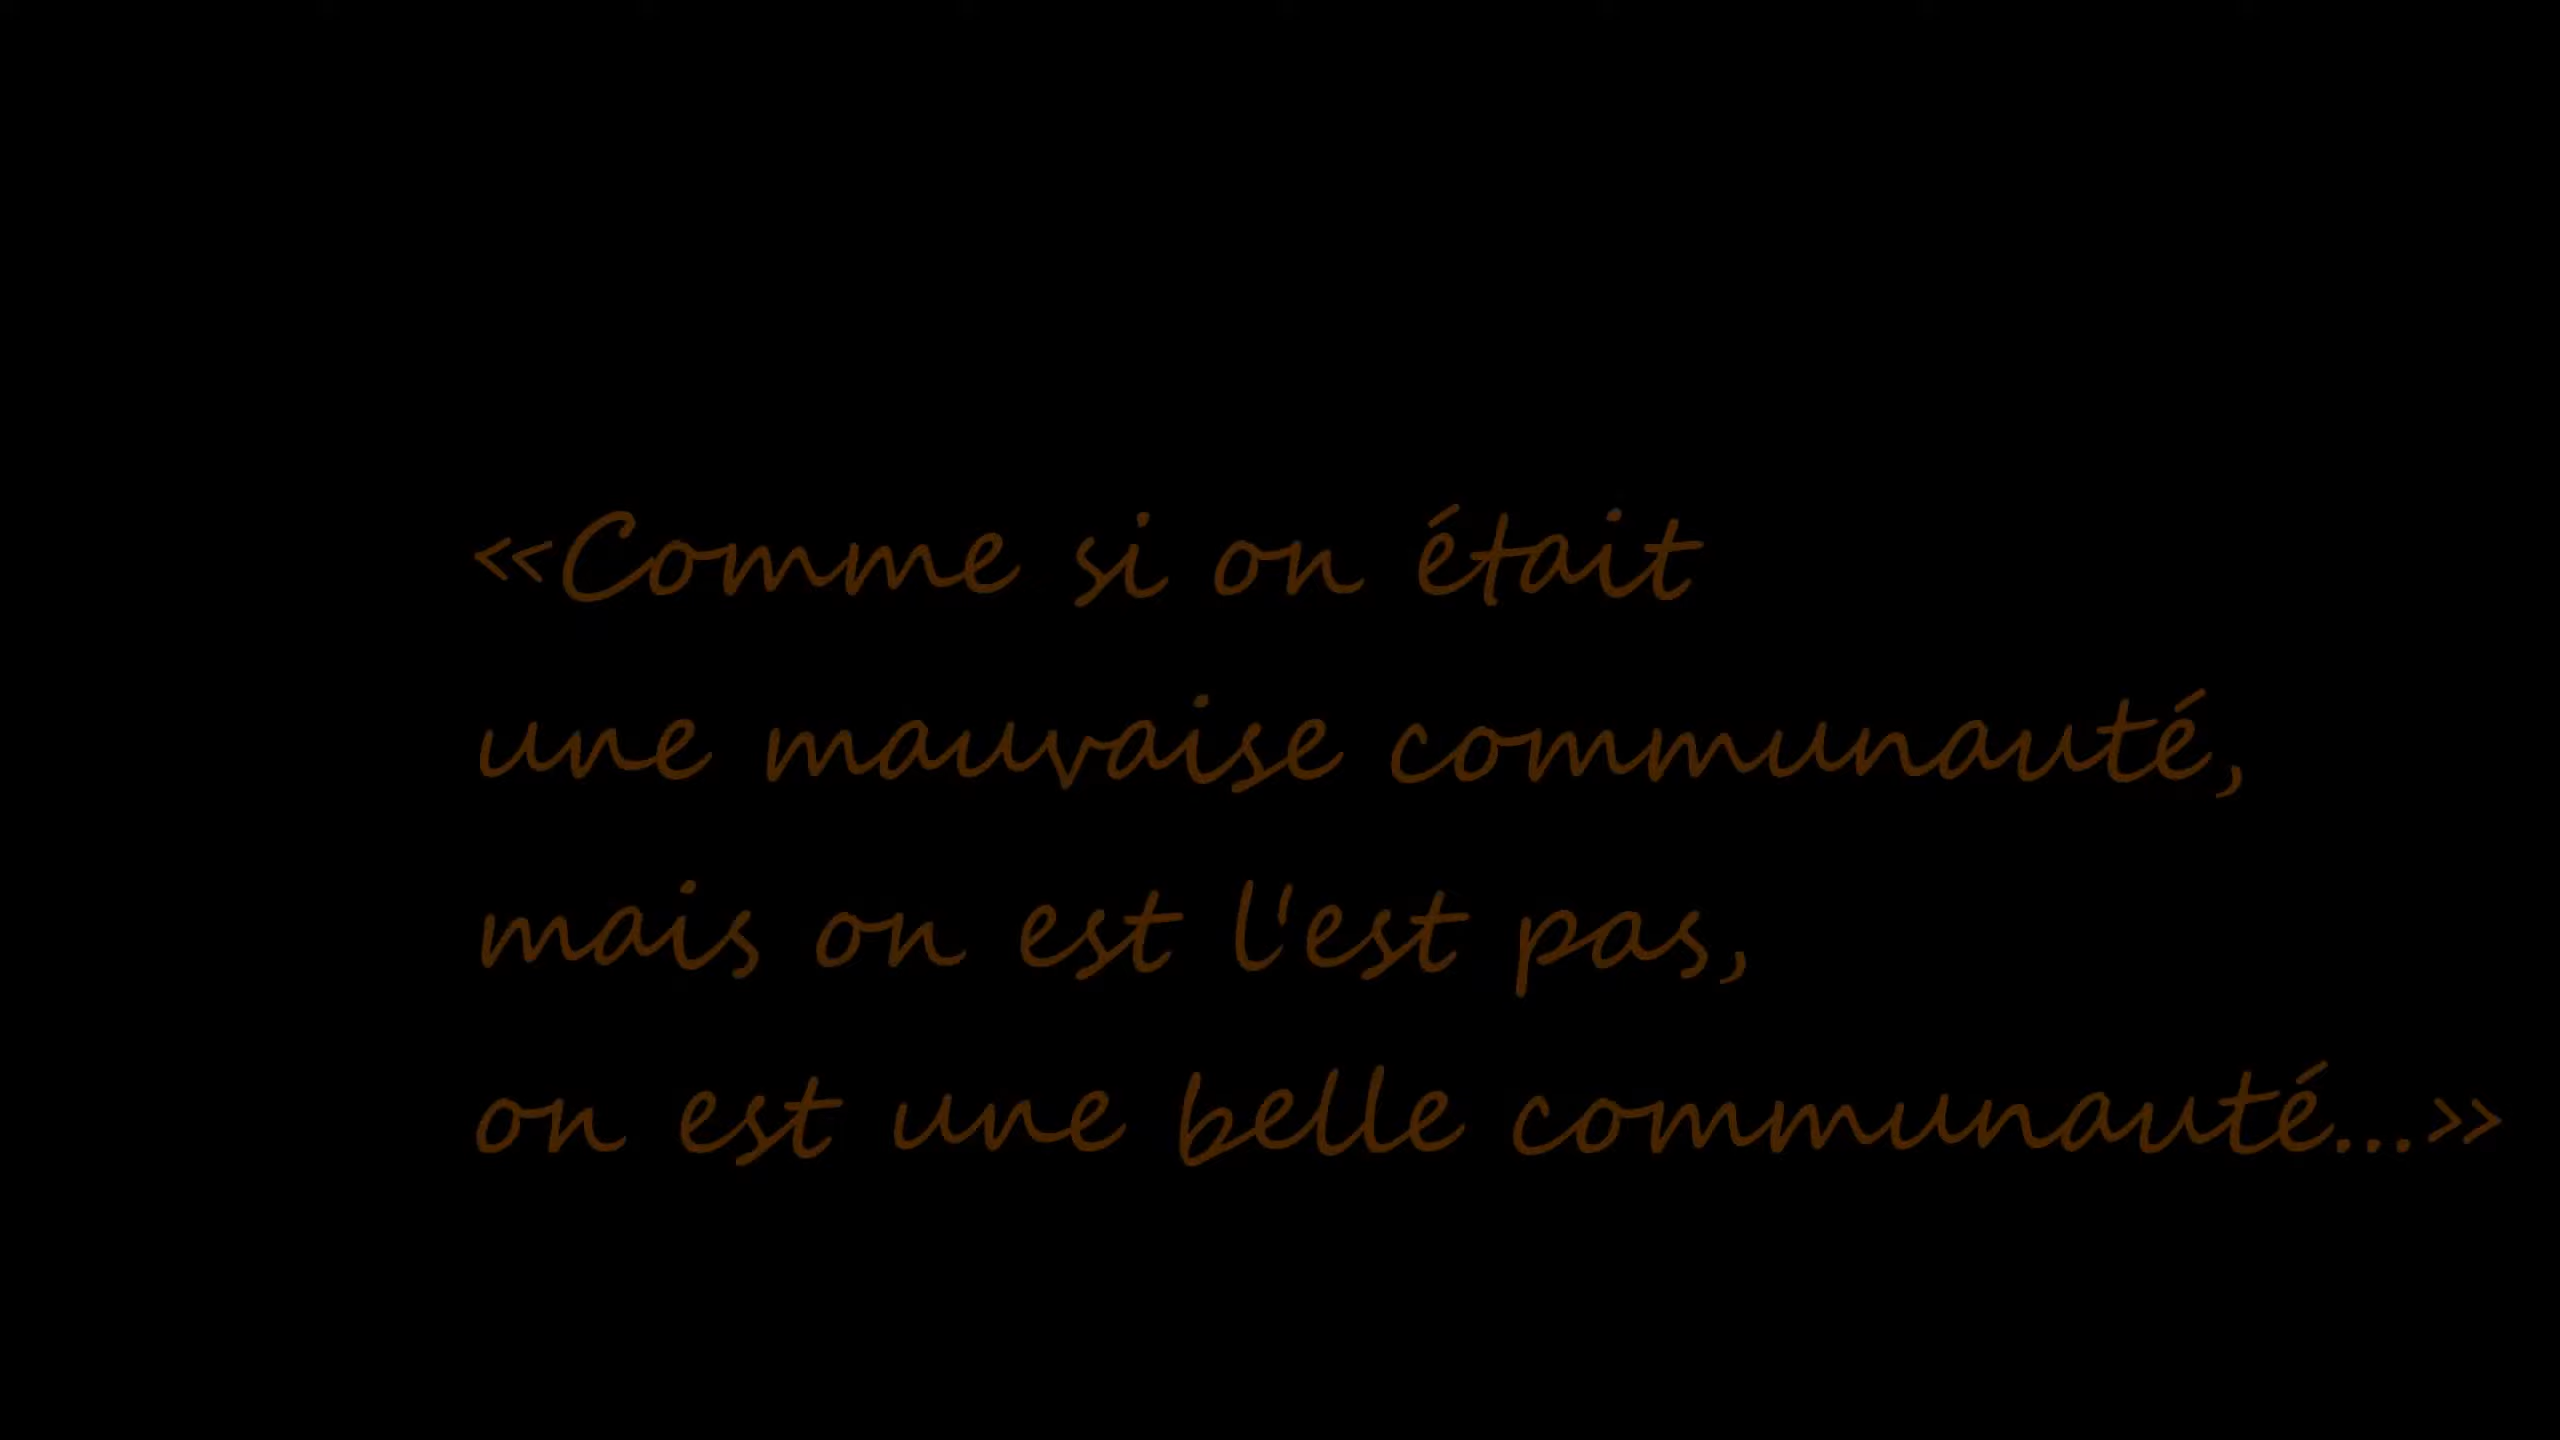 «Comme si on était
une mauvaise communauté,
mais on est l'est pas,
on est une belle communauté...»